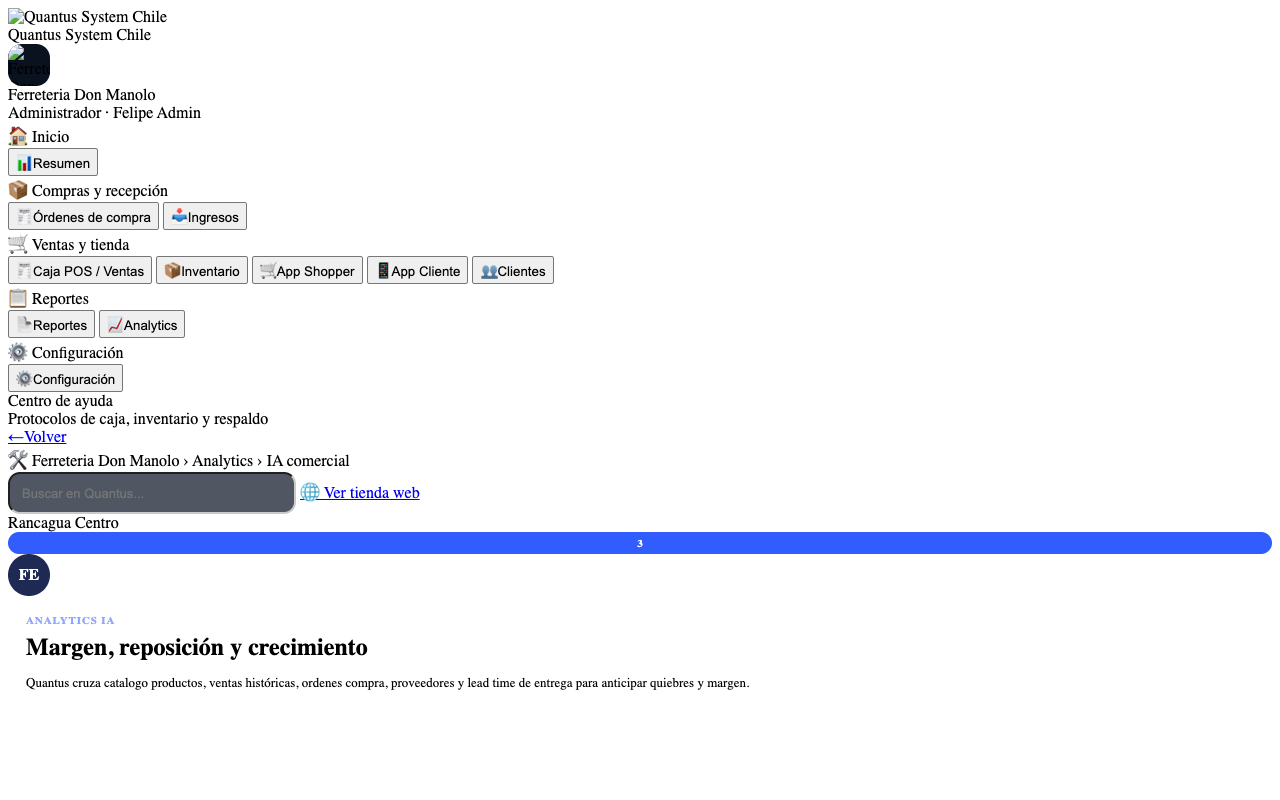 Quantus System Chile
Quantus System Chile
Ferreteria Don Manolo
Administrador · Felipe Admin
🏠 Inicio
📊Resumen
📦 Compras y recepción
🧾Órdenes de compra 📥Ingresos
🛒 Ventas y tienda
🧾Caja POS / Ventas 📦Inventario 🛒App Shopper 📱App Cliente 👥Clientes
📋 Reportes
Reportes 📈Analytics
⚙️ Configuración
⚙️Configuración
Centro de ayuda
Protocolos de caja, inventario y respaldo
←Volver
🛠️ Ferreteria Don Manolo › Analytics › IA comercial
Buscar en Quantus... 🌐 Ver tienda web
Rancagua Centro
3
FE
ANALYTICS IA
Margen, reposición y crecimiento
Quantus cruza catalogo productos, ventas históricas, ordenes compra, proveedores y lead time de entrega para anticipar quiebres y margen.